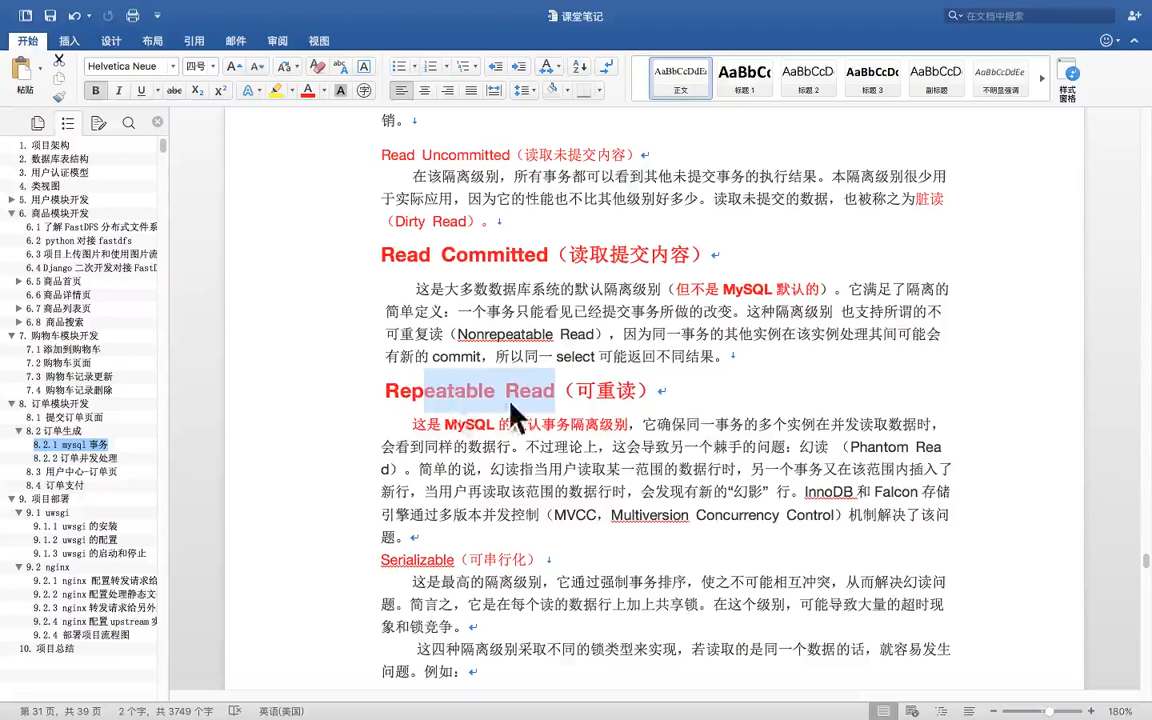 课堂笔记
在文档中搜索
开始 插入 设计 布局 引用 邮件 审阅 视图
粘贴
Helvetica Neue 四号
AaBbCcDdEe AaBbCc AaBbCcD AaBbCcDc AaBbCcD AaBbCcDdEe
正文 标题 1 标题 2 标题 3 副标题 不明显强调
样式
窗格
1. 项目架构
2. 数据库表结构
3. 用户认证模型
4. 类视图
5. 用户模块开发
6. 商品模块开发
6.1 了解FastDFS分布式文件系
6.2 python对接fastdfs
6.3 项目上传图片和使用图片流
6.4 Django二次开发对接FastD
6.5 商品首页
6.6 商品详情页
6.7 商品列表页
6.8 商品搜索
7. 购物车模块开发
7.1 添加到购物车
7.2 购物车页面
7.3 购物车记录更新
7.4 购物车记录删除
8. 订单模块开发
8.1 提交订单页面
8.2 订单生成
8.2.1 mysql 事务
8.2.2 订单并发处理
8.3 用户中心-订单页
8.4 订单支付
9. 项目部署
9.1 uwsgi
9.1.1 uwsgi 的安装
9.1.2 uwsgi 的配置
9.1.3 uwsgi 的启动和停止
9.2 nginx
9.2.1 nginx 配置转发请求给
9.2.2 nginx 配置处理静态文
9.2.3 nginx 转发请求给另外
9.2.4 nginx 配置 upstream 实
9.2.4 部署项目流程图
10. 项目总结
销。
Read Uncommitted（读取未提交内容）
在该隔离级别，所有事务都可以看到其他未提交事务的执行结果。本隔离级别很少用
于实际应用，因为它的性能也不比其他级别好多少。读取未提交的数据，也被称之为脏读
（Dirty Read）。
Read Committed（读取提交内容）
这是大多数数据库系统的默认隔离级别（但不是 MySQL 默认的）。它满足了隔离的
简单定义：一个事务只能看见已经提交事务所做的改变。这种隔离级别 也支持所谓的不
可重复读（Nonrepeatable Read），因为同一事务的其他实例在该实例处理其间可能会
有新的 commit，所以同一 select 可能返回不同结果。
Repeatable Read（可重读）
这是 MySQL 的 认事务隔离级别，它确保同一事务的多个实例在并发读取数据时，
会看到同样的数据行。不过理论上，这会导致另一个棘手的问题：幻读 （Phantom Rea
d）。简单的说，幻读指当用户读取某一范围的数据行时，另一个事务又在该范围内插入了
新行，当用户再读取该范围的数据行时，会发现有新的“幻影” 行。InnoDB 和 Falcon 存储
引擎通过多版本并发控制（MVCC，Multiversion Concurrency Control）机制解决了该问
题。
Serializable（可串行化）
这是最高的隔离级别，它通过强制事务排序，使之不可能相互冲突，从而解决幻读问
题。简言之，它是在每个读的数据行上加上共享锁。在这个级别，可能导致大量的超时现
象和锁竞争。
这四种隔离级别采取不同的锁类型来实现，若读取的是同一个数据的话，就容易发生
问题。例如：
第 31 页，共 39 页 2 个字，共 3749 个字 英语(美国) 180%